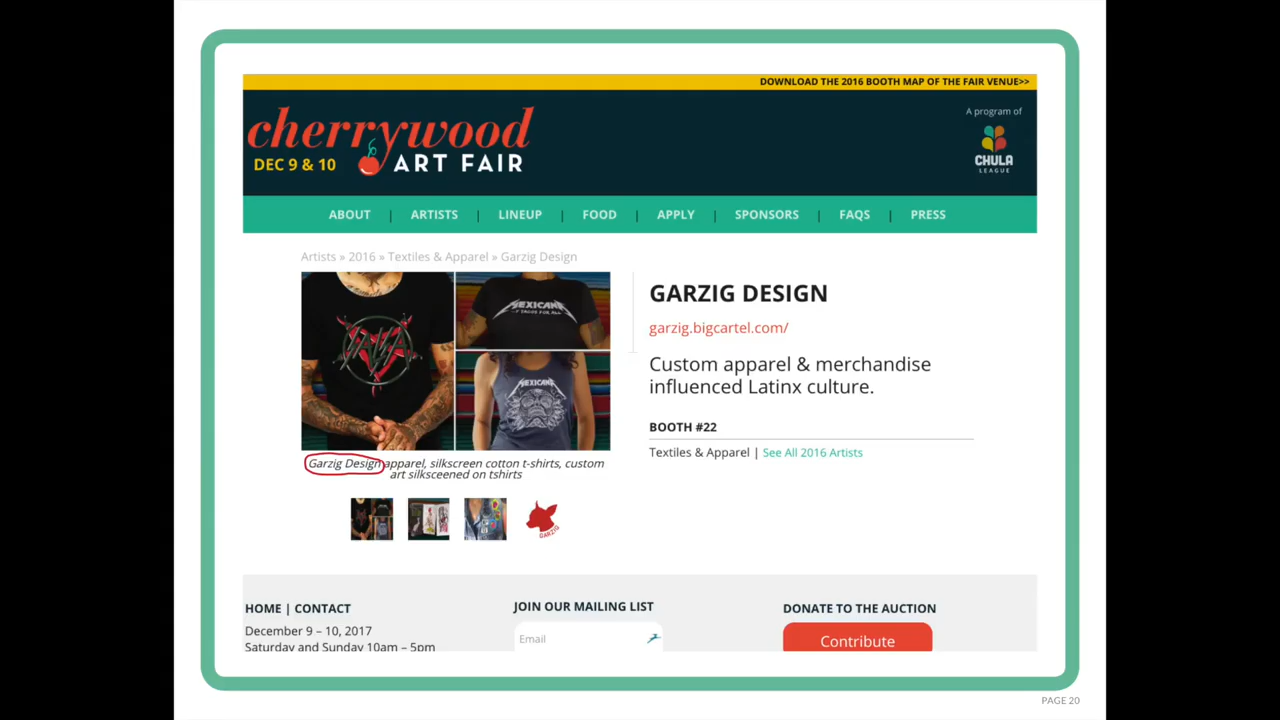 DOWNLOAD THE 2016 BOOTH MAP OF THE FAIR VENUE>>
cherrywood
DEC 9 & 10
ART FAIR
A program of
CHULA
LEAGUE
ABOUT | ARTISTS | LINEUP | FOOD | APPLY | SPONSORS | FAQS | PRESS
Artists » 2016 » Textiles & Apparel » Garzig Design
MEXICANA
MEXICANA
GARZIG DESIGN
garzig.bigcartel.com/
Custom apparel & merchandise
influenced Latinx culture.
BOOTH #22
Textiles & Apparel | See All 2016 Artists
Garzig Design apparel, silkscreen cotton t-shirts, custom
art silksceened on tshirts
GARZIG
HOME | CONTACT
December 9 – 10, 2017
Saturday and Sunday 10am – 5pm
JOIN OUR MAILING LIST
Email
DONATE TO THE AUCTION
Contribute
PAGE 20